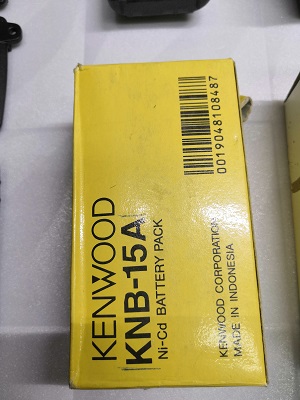 KENWOOD
KNB-15A
Ni-Cd BATTERY PACK
KENWOOD CORPORATION
MADE IN INDONESIA
0019048108487